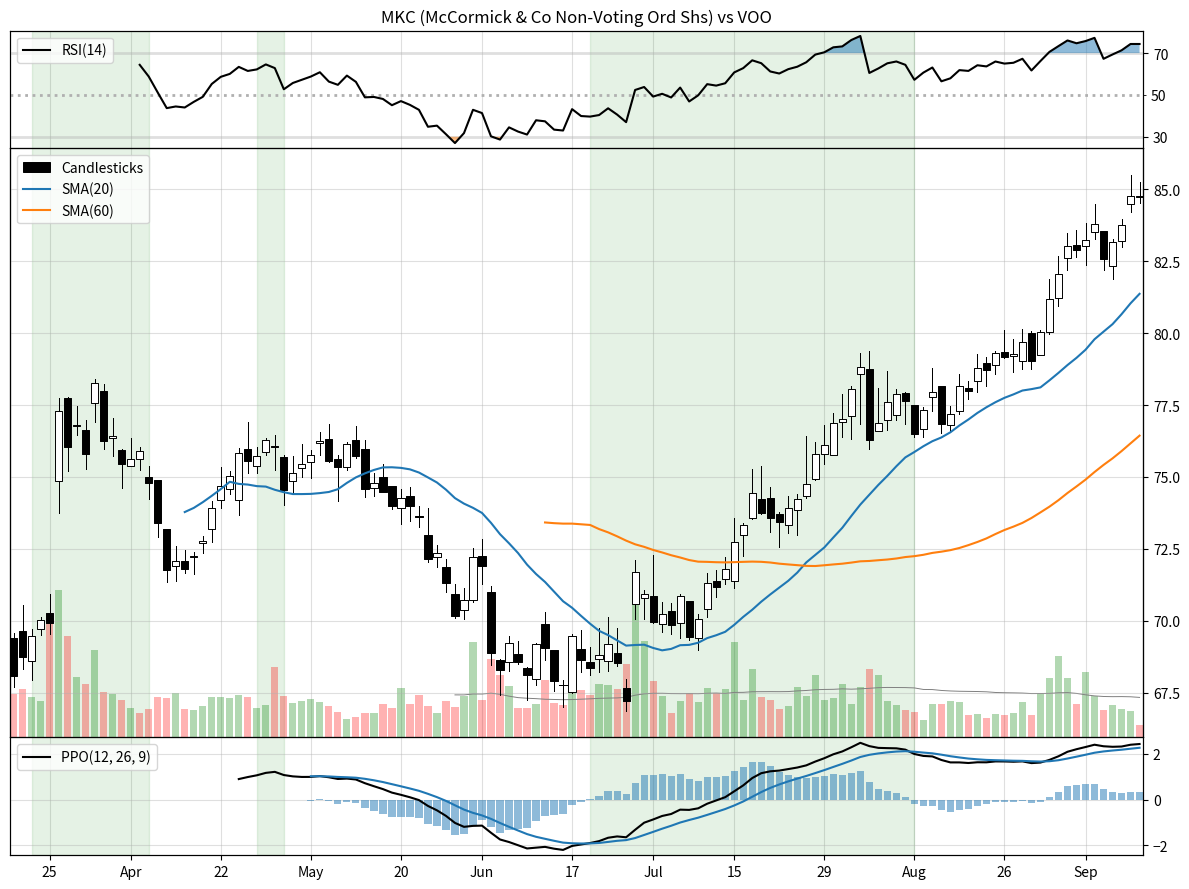 MKC (McCormick & Co Non-Voting Ord Shs) vs VOO
RSI(14)
70
50
30
Candlesticks
SMA(20)
SMA(60)
85.0
82.5
80.0
77.5
75.0
72.5
70.0
67.5
PPO(12, 26, 9)
2
0
−2
25 Apr 22 May 20 Jun 17 Jul 15 29 Aug 26 Sep